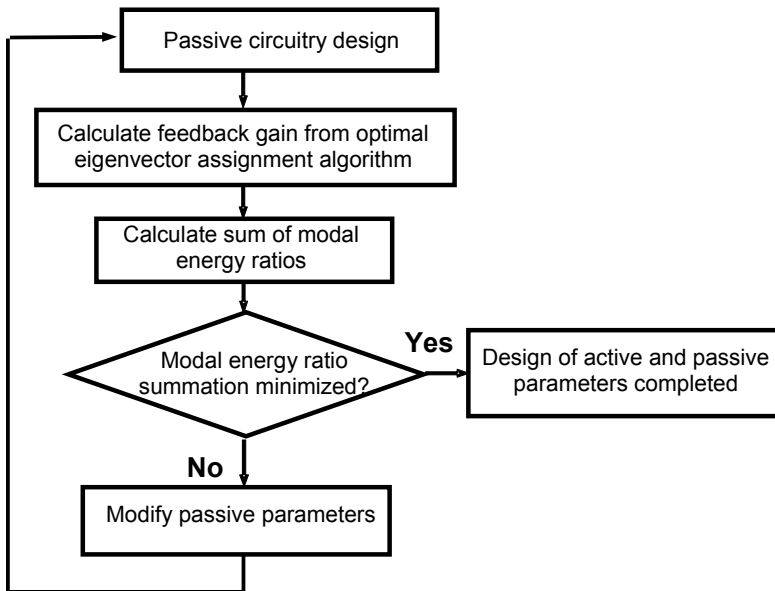 Passive circuitry design
Calculate feedback gain from optimal
eigenvector assignment algorithm
Calculate sum of modal
energy ratios
Modal energy ratio
summation minimized?
Yes
Design of active and passive
parameters completed
No
Modify passive parameters